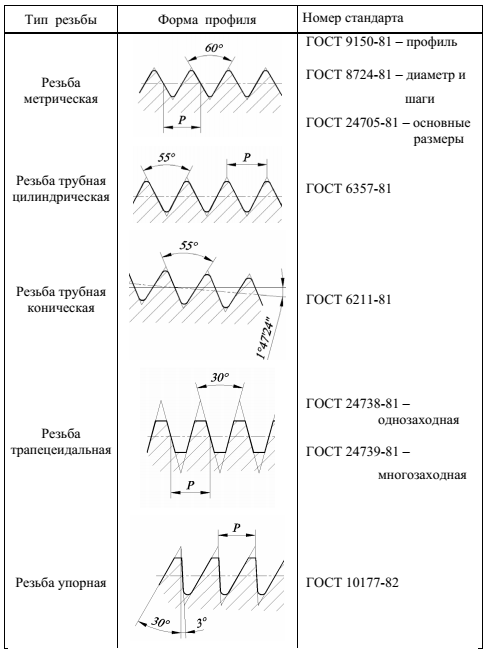 Тип резьбы
Форма профиля
Номер стандарта
Резьба
метрическая
60°
P
ГОСТ 9150-81 – профиль
ГОСТ 8724-81 – диаметр и
шаги
ГОСТ 24705-81 – основные
размеры
Резьба трубная
цилиндрическая
55°
P
ГОСТ 6357-81
Резьба трубная
коническая
55°
1°47'24"
ГОСТ 6211-81
Резьба
трапецеидальная
30°
P
ГОСТ 24738-81 –
однозаходная
ГОСТ 24739-81 –
многозаходная
Резьба упорная
P
30°
3°
ГОСТ 10177-82